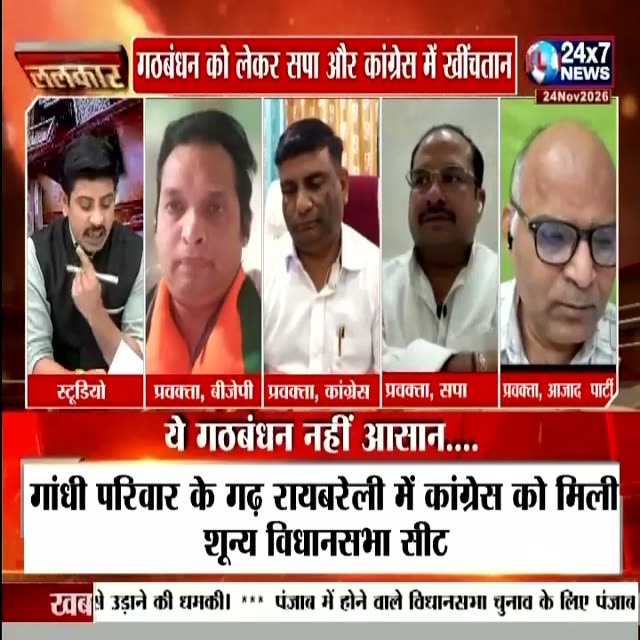 ललकार
गठबंधन को लेकर सपा और कांग्रेस में खींचतान
24x7
NEWS
24Nov2026
स्टूडियो
प्रवक्ता, बीजेपी
प्रवक्ता, कांग्रेस
प्रवक्ता, सपा
प्रवक्ता, आजाद पार्टी
ये गठबंधन नहीं आसान....
गांधी परिवार के गढ़ रायबरेली में कांग्रेस को मिली
शून्य विधानसभा सीट
खब से उड़ाने की धमकी। *** पंजाब में होने वाले विधानसभा चुनाव के लिए पंजाब